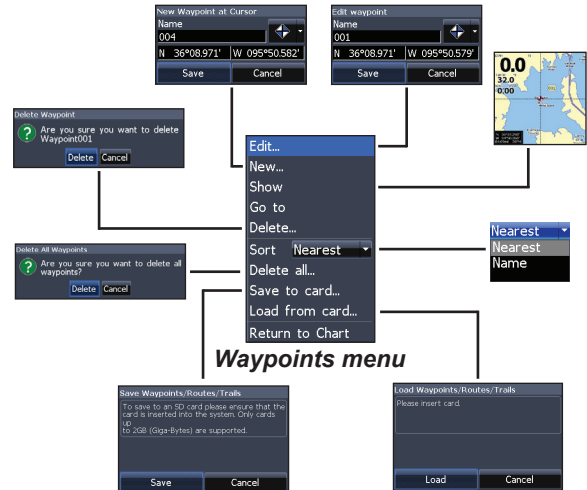 New Waypoint at Cursor
Name
004
N 36°08.971' W 095°50.582'
Save Cancel
Edit waypoint
Name
001
N 36°08.971' W 095°50.579'
Save Cancel
0.0
32.0
0.00
Delete Waypoint
Are you sure you want to delete
Waypoint001
Delete Cancel
Delete All Waypoints
Are you sure you want to delete all
waypoints?
Delete Cancel
Edit...
New...
Show
Go to
Delete...
Sort Nearest
Delete all...
Save to card...
Load from card...
Return to Chart
Nearest
Nearest
Name
Waypoints menu
Save Waypoints/Routes/Trails
To save to an SD card please ensure that the
card is inserted into the system. Only cards
up
to 2GB (Giga-Bytes) are supported.
Save Cancel
Load Waypoints/Routes/Trails
Please insert card.
Load Cancel